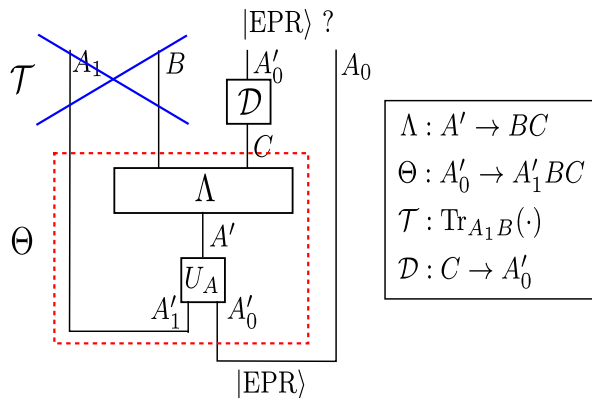 |EPR⟩ ?
𝒯 A₁ B A′₀ A₀
𝒟
C
Λ
Θ A′
U_A
A′₁ A′₀
|EPR⟩
Λ : A′ → BC
Θ : A′₀ → A′₁BC
𝒯 : Tr_{A₁B}(·)
𝒟 : C → A′₀